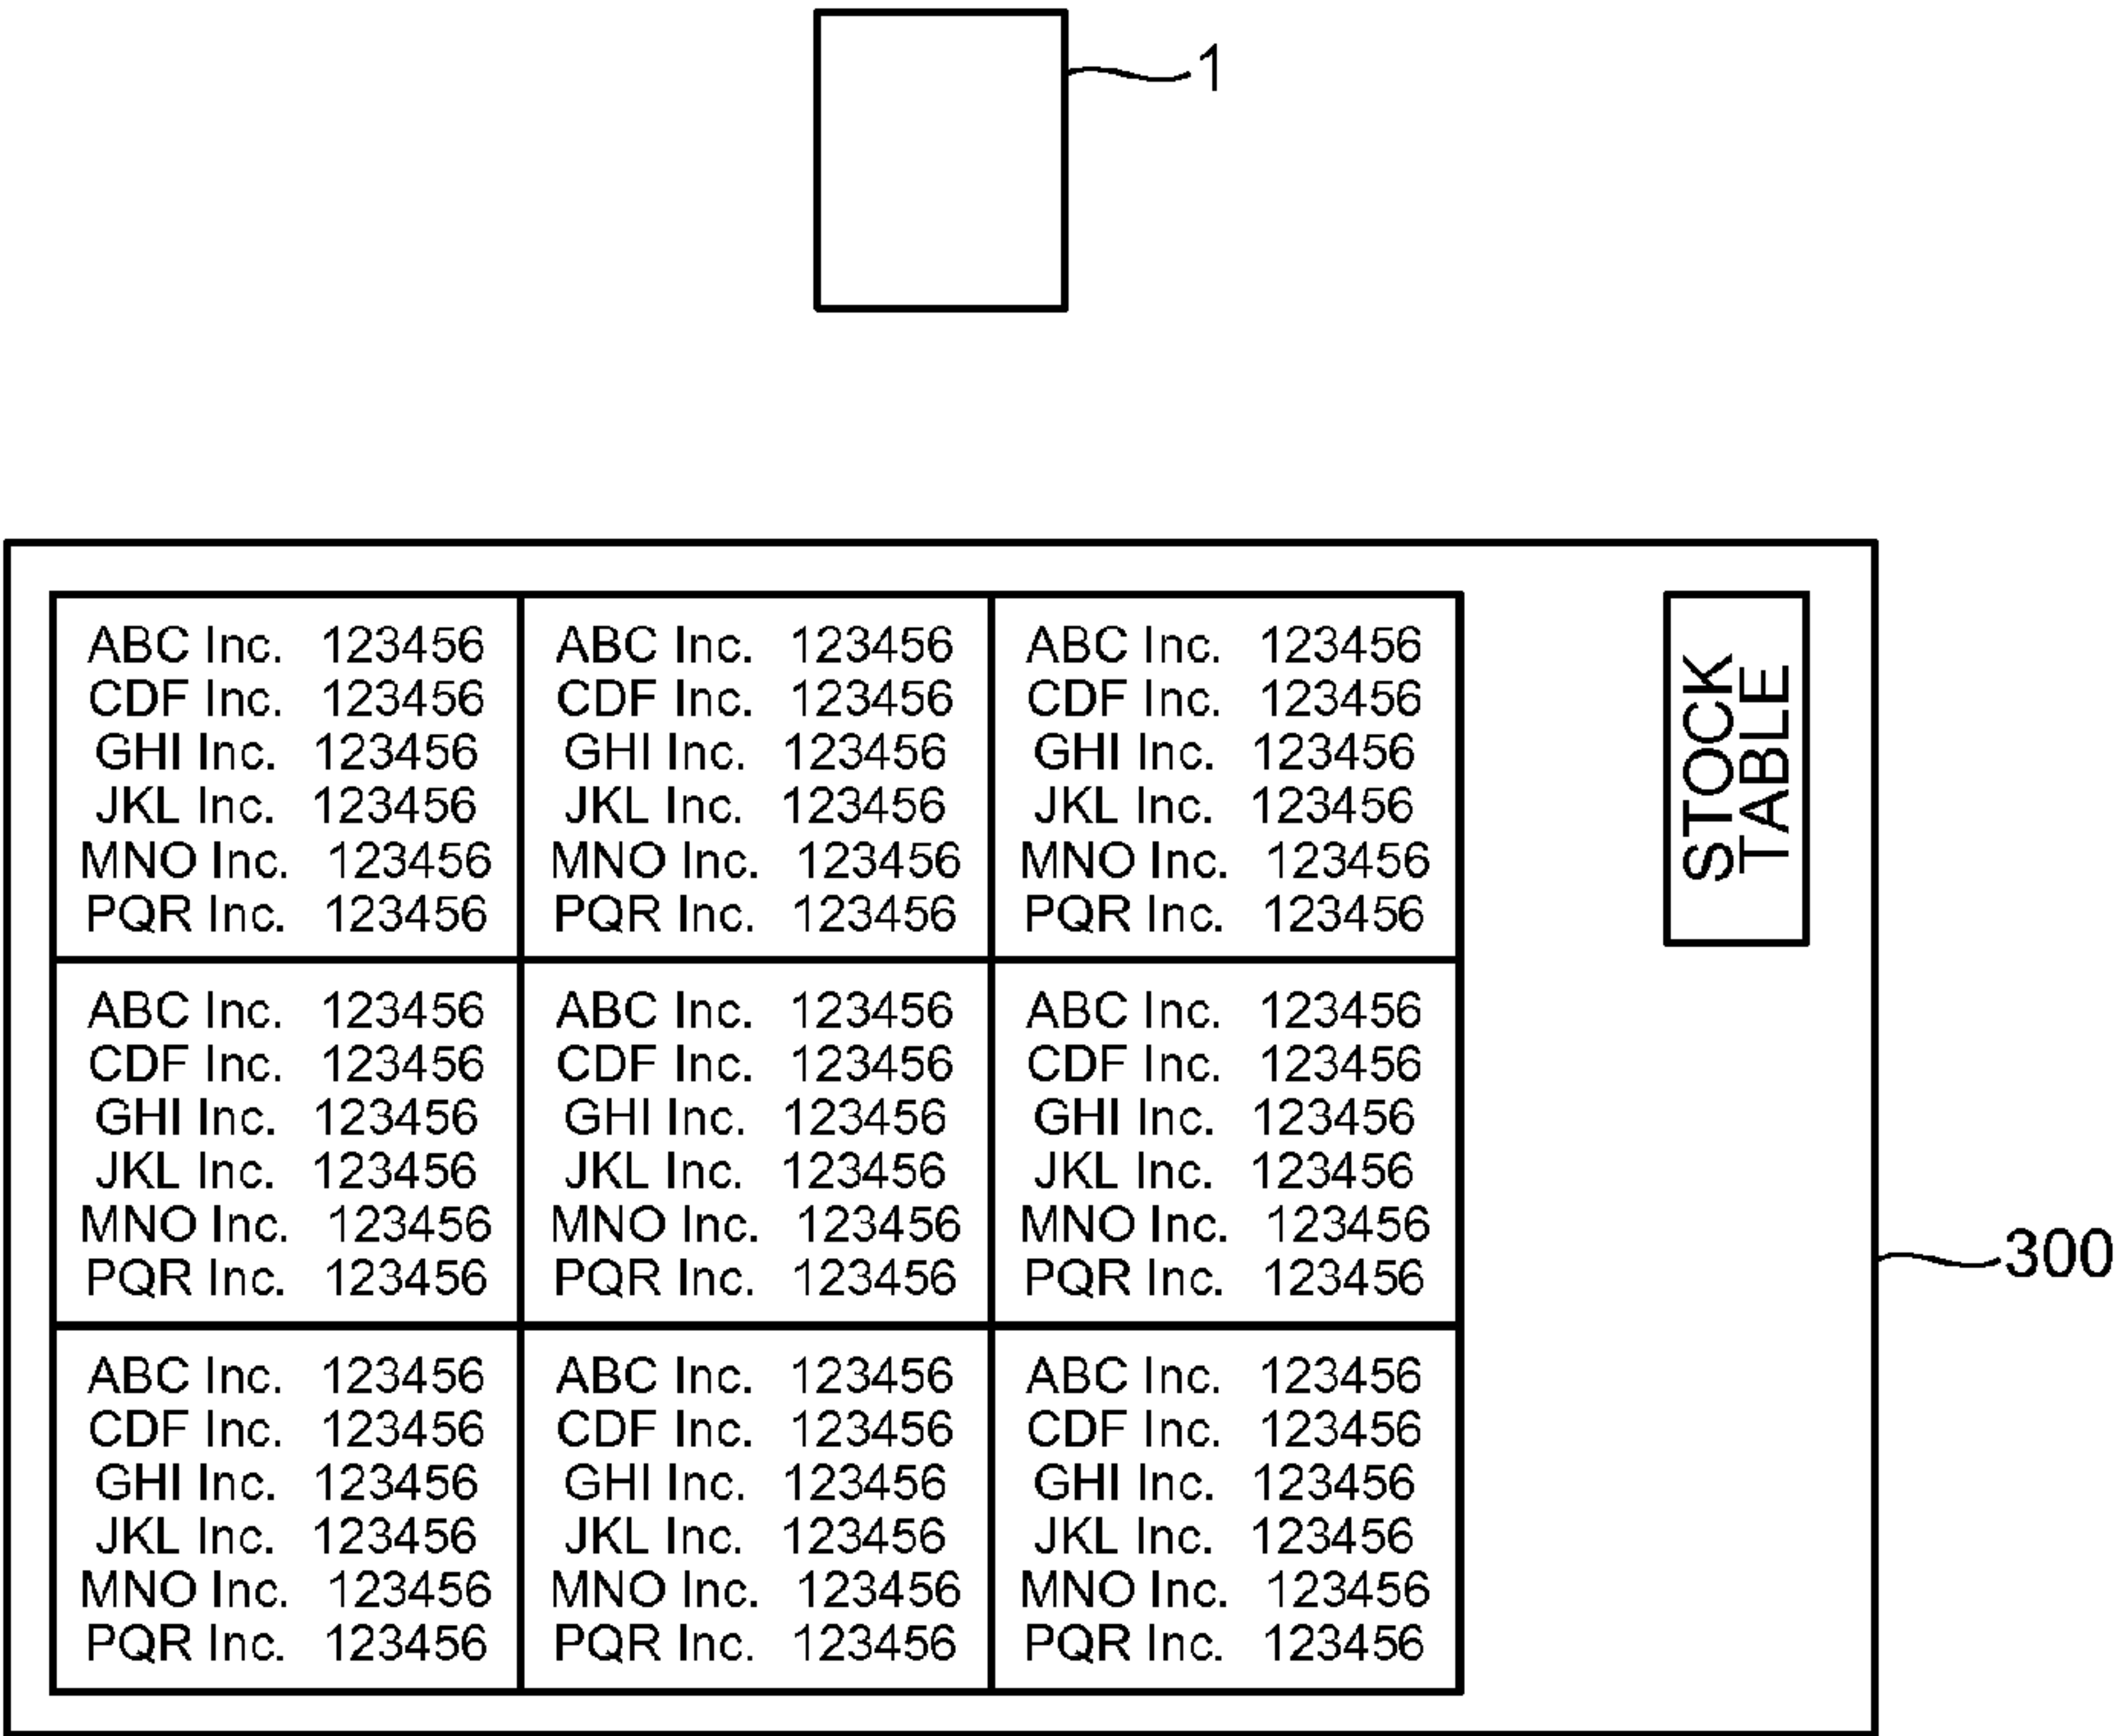 1
ABC Inc. 123456 ABC Inc. 123456 ABC Inc. 123456
CDF Inc. 123456 CDF Inc. 123456 CDF Inc. 123456
GHI Inc. 123456 GHI Inc. 123456 GHI Inc. 123456
JKL Inc. 123456 JKL Inc. 123456 JKL Inc. 123456
MNO Inc. 123456 MNO Inc. 123456 MNO Inc. 123456
PQR Inc. 123456 PQR Inc. 123456 PQR Inc. 123456
STOCK
TABLE
ABC Inc. 123456 ABC Inc. 123456 ABC Inc. 123456
CDF Inc. 123456 CDF Inc. 123456 CDF Inc. 123456
GHI Inc. 123456 GHI Inc. 123456 GHI Inc. 123456
JKL Inc. 123456 JKL Inc. 123456 JKL Inc. 123456
MNO Inc. 123456 MNO Inc. 123456 MNO Inc. 123456
PQR Inc. 123456 PQR Inc. 123456 PQR Inc. 123456
300
ABC Inc. 123456 ABC Inc. 123456 ABC Inc. 123456
CDF Inc. 123456 CDF Inc. 123456 CDF Inc. 123456
GHI Inc. 123456 GHI Inc. 123456 GHI Inc. 123456
JKL Inc. 123456 JKL Inc. 123456 JKL Inc. 123456
MNO Inc. 123456 MNO Inc. 123456 MNO Inc. 123456
PQR Inc. 123456 PQR Inc. 123456 PQR Inc. 123456